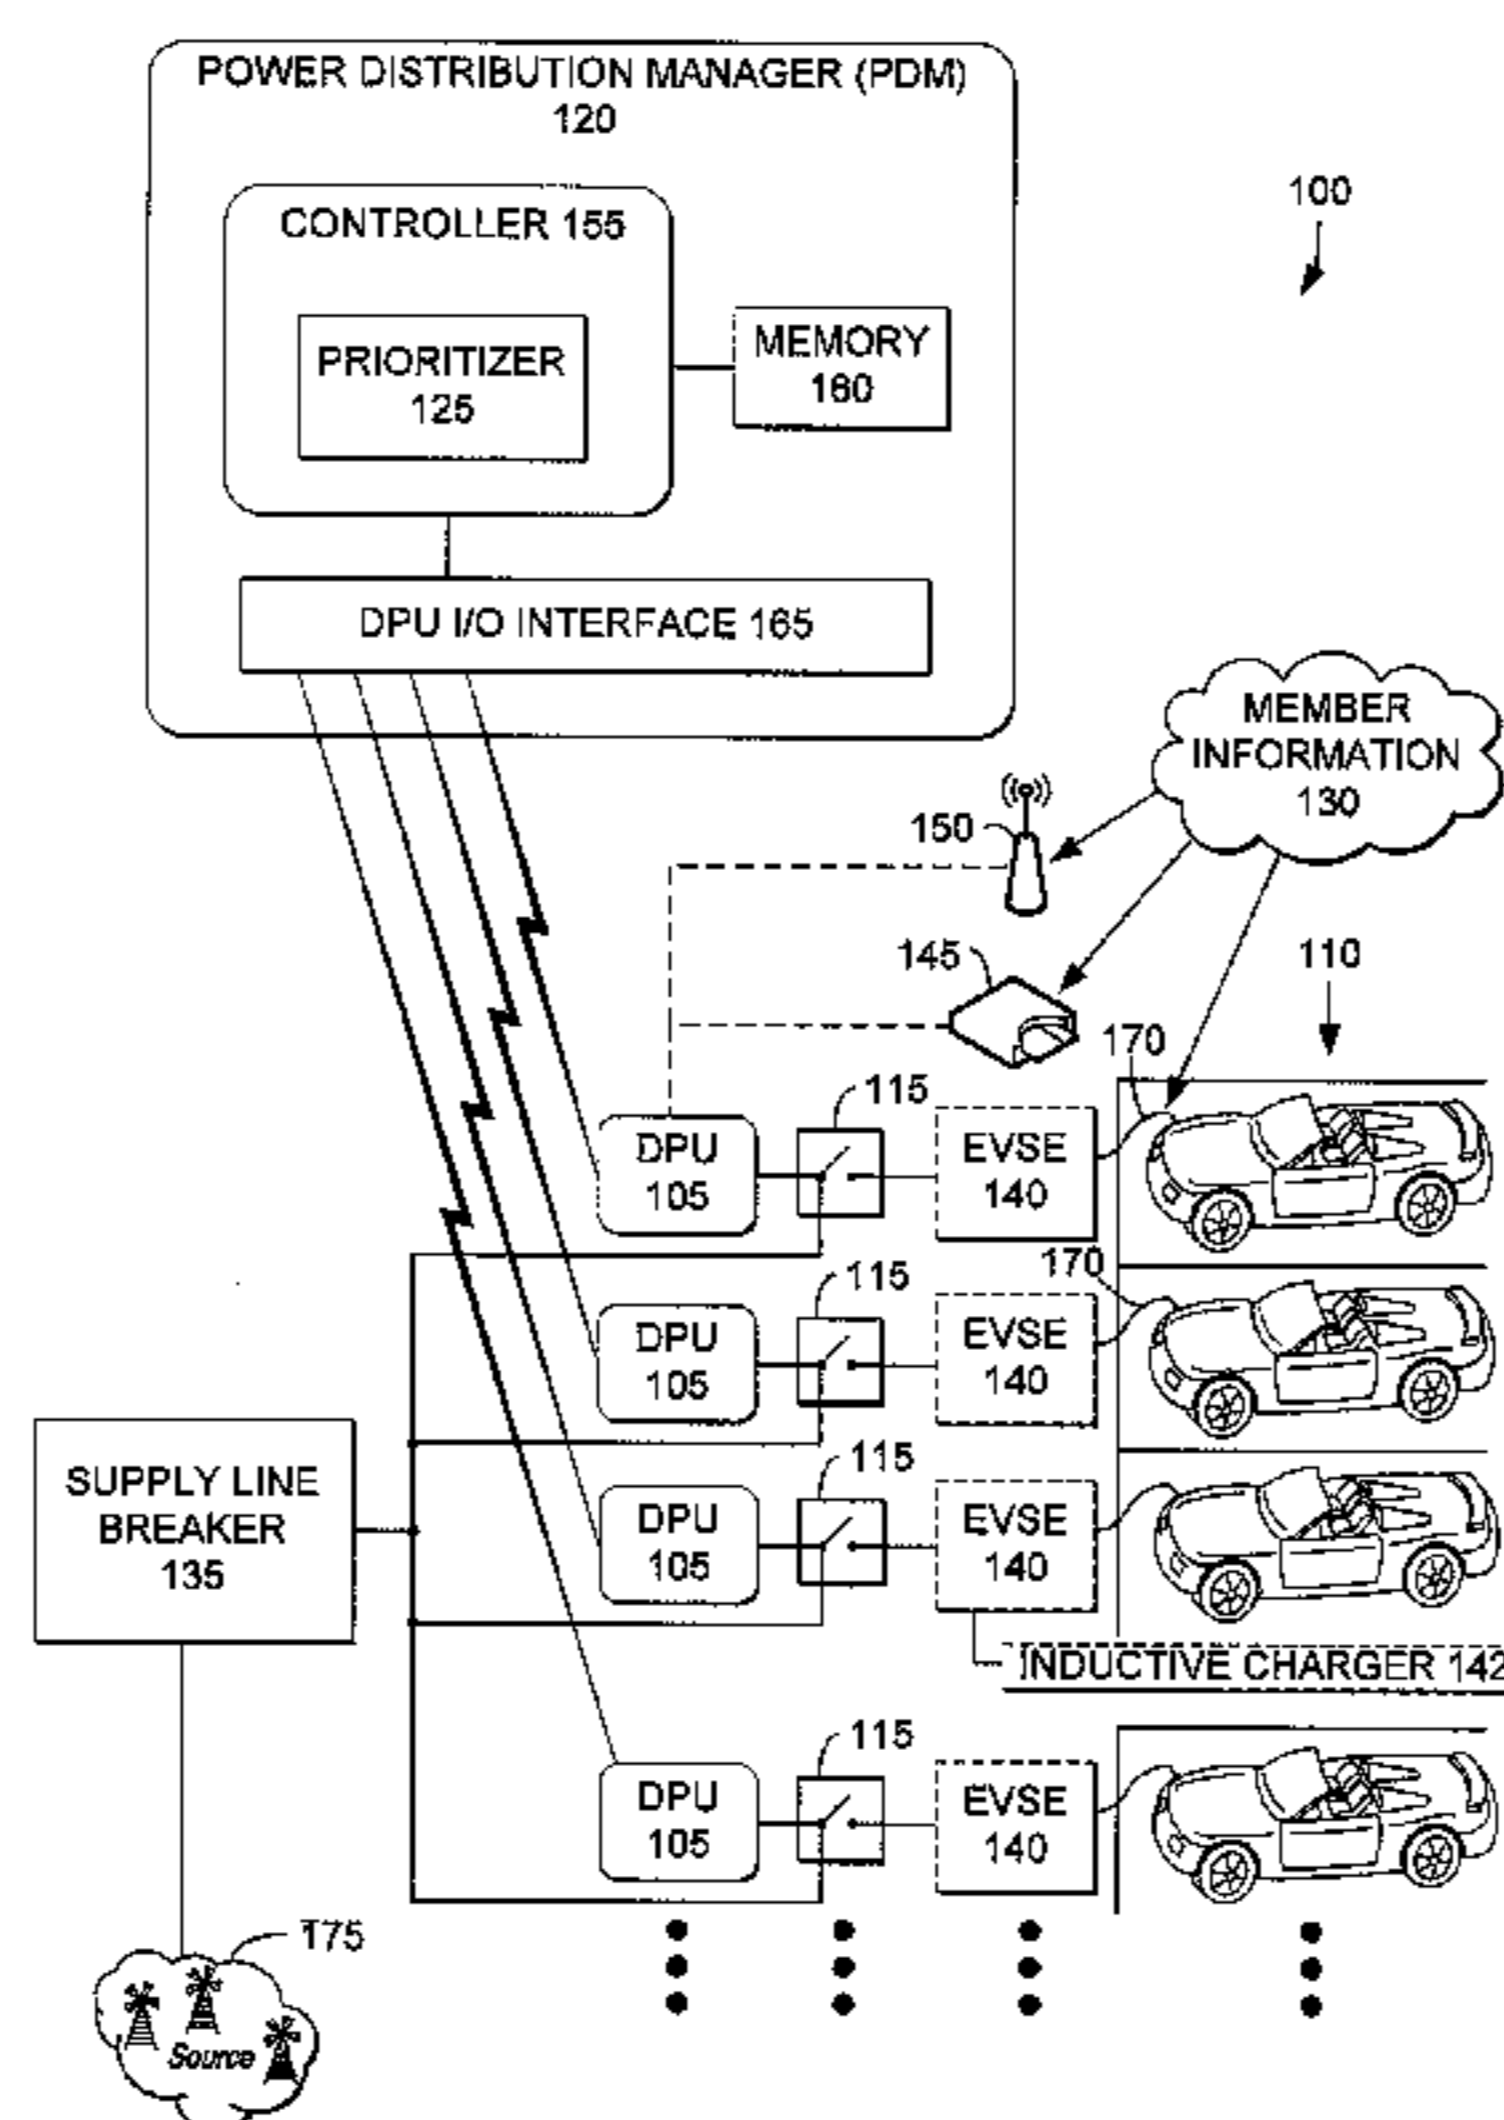 POWER DISTRIBUTION MANAGER (PDM)
120
CONTROLLER 155
PRIORITIZER
125
MEMORY
160
DPU I/O INTERFACE 165
100
MEMBER
INFORMATION
130
150
145
110
170
115
DPU
105
EVSE
140
170
115
DPU
105
EVSE
140
115
DPU
105
EVSE
140
SUPPLY LINE
BREAKER
135
INDUCTIVE CHARGER 142
115
DPU
105
EVSE
140
175
Source